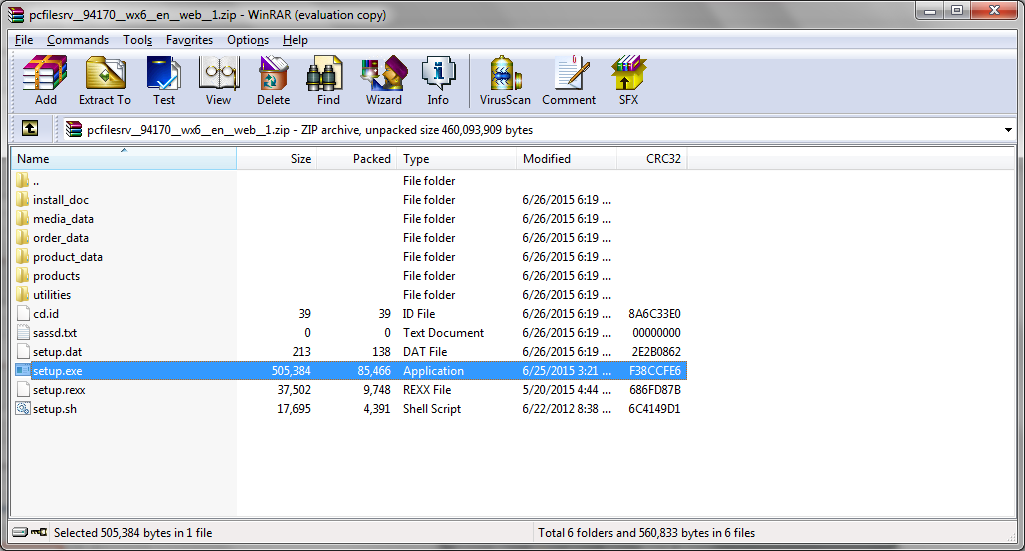 pcfilesrv__94170__wx6__en__web__1.zip - WinRAR (evaluation copy)
File Commands Tools Favorites Options Help
Add Extract To Test View Delete Find Wizard Info VirusScan Comment SFX
pcfilesrv__94170__wx6__en__web__1.zip - ZIP archive, unpacked size 460,093,909 bytes
Name Size Packed Type Modified CRC32
.. File folder
install_doc File folder 6/26/2015 6:19 ...
media_data File folder 6/26/2015 6:19 ...
order_data File folder 6/26/2015 6:19 ...
product_data File folder 6/26/2015 6:19 ...
products File folder 6/26/2015 6:19 ...
utilities File folder 6/26/2015 6:19 ...
cd.id 39 39 ID File 6/26/2015 6:19 ... 8A6C33E0
sassd.txt 0 0 Text Document 6/26/2015 6:19 ... 00000000
setup.dat 213 138 DAT File 6/26/2015 6:19 ... 2E2B0862
setup.exe 505,384 85,466 Application 6/25/2015 3:21 ... F38CCFE6
setup.rexx 37,502 9,748 REXX File 5/20/2015 4:44 ... 686FD87B
setup.sh 17,695 4,391 Shell Script 6/22/2012 8:38 ... 6C4149D1
Selected 505,384 bytes in 1 file Total 6 folders and 560,833 bytes in 6 files